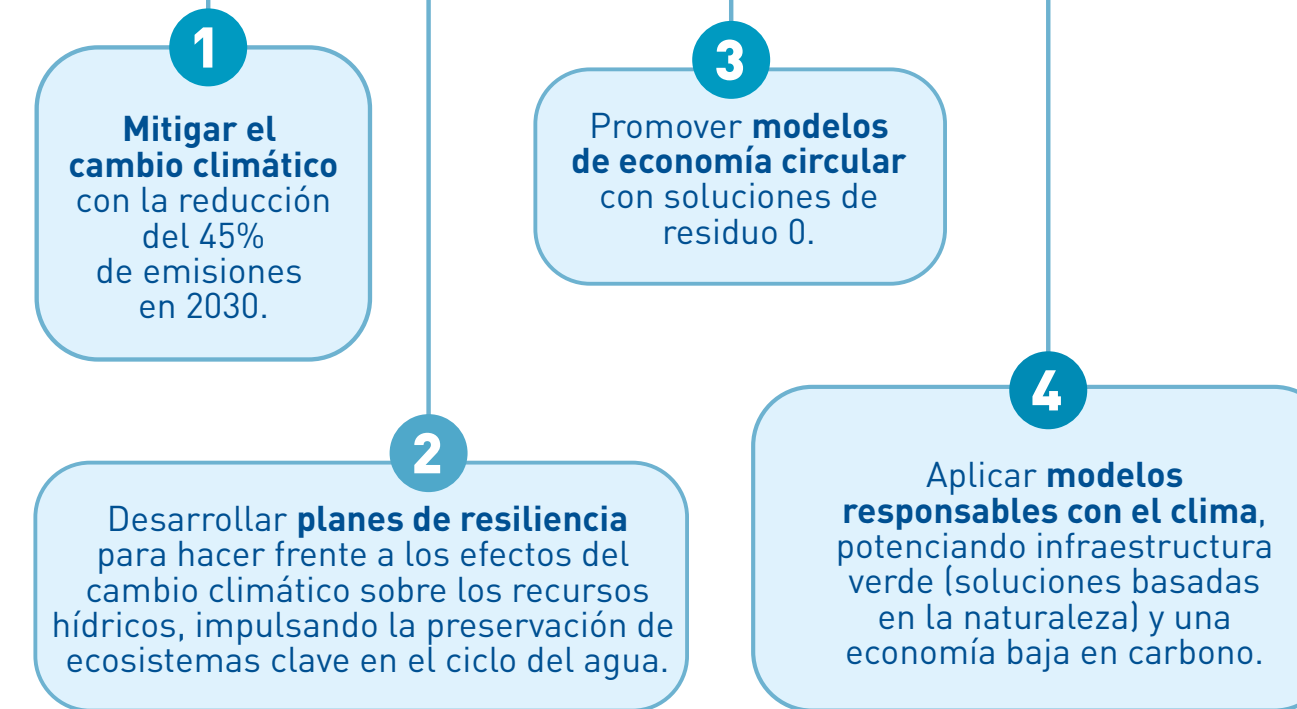 1
Mitigar el
cambio climático
con la reducción
del 45%
de emisiones
en 2030.
2
Desarrollar planes de resiliencia
para hacer frente a los efectos del
cambio climático sobre los recursos
hídricos, impulsando la preservación de
ecosistemas clave en el ciclo del agua.
3
Promover modelos
de economía circular
con soluciones de
residuo 0.
4
Aplicar modelos
responsables con el clima,
potenciando infraestructura
verde (soluciones basadas
en la naturaleza) y una
economía baja en carbono.